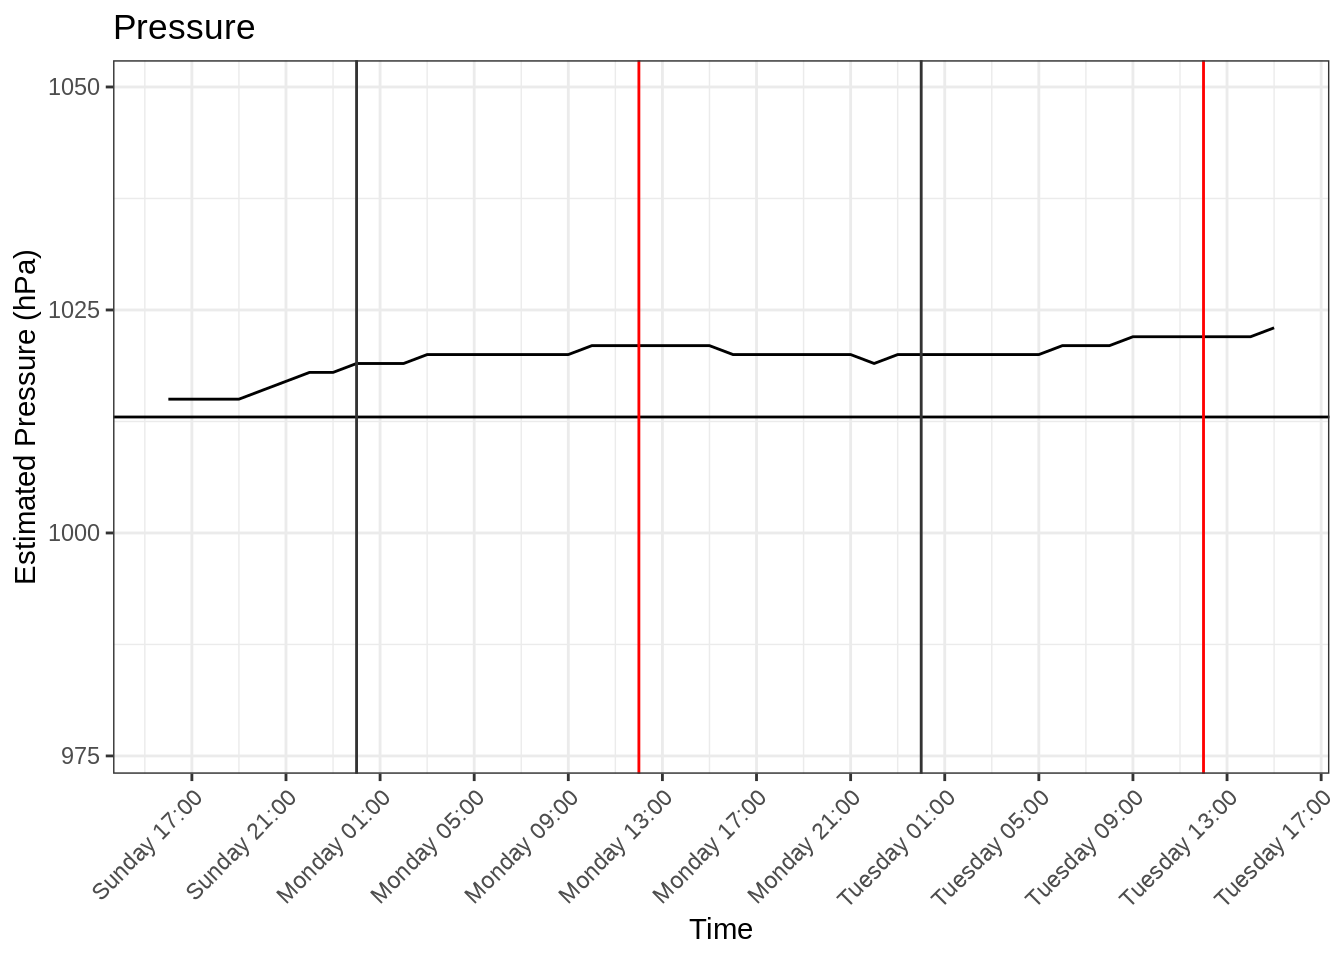 Pressure
Estimated Pressure (hPa)
1050
1025
1000
975
Sunday 17:00
Sunday 21:00
Monday 01:00
Monday 05:00
Monday 09:00
Monday 13:00
Monday 17:00
Monday 21:00
Tuesday 01:00
Tuesday 05:00
Tuesday 09:00
Tuesday 13:00
Tuesday 17:00
Time